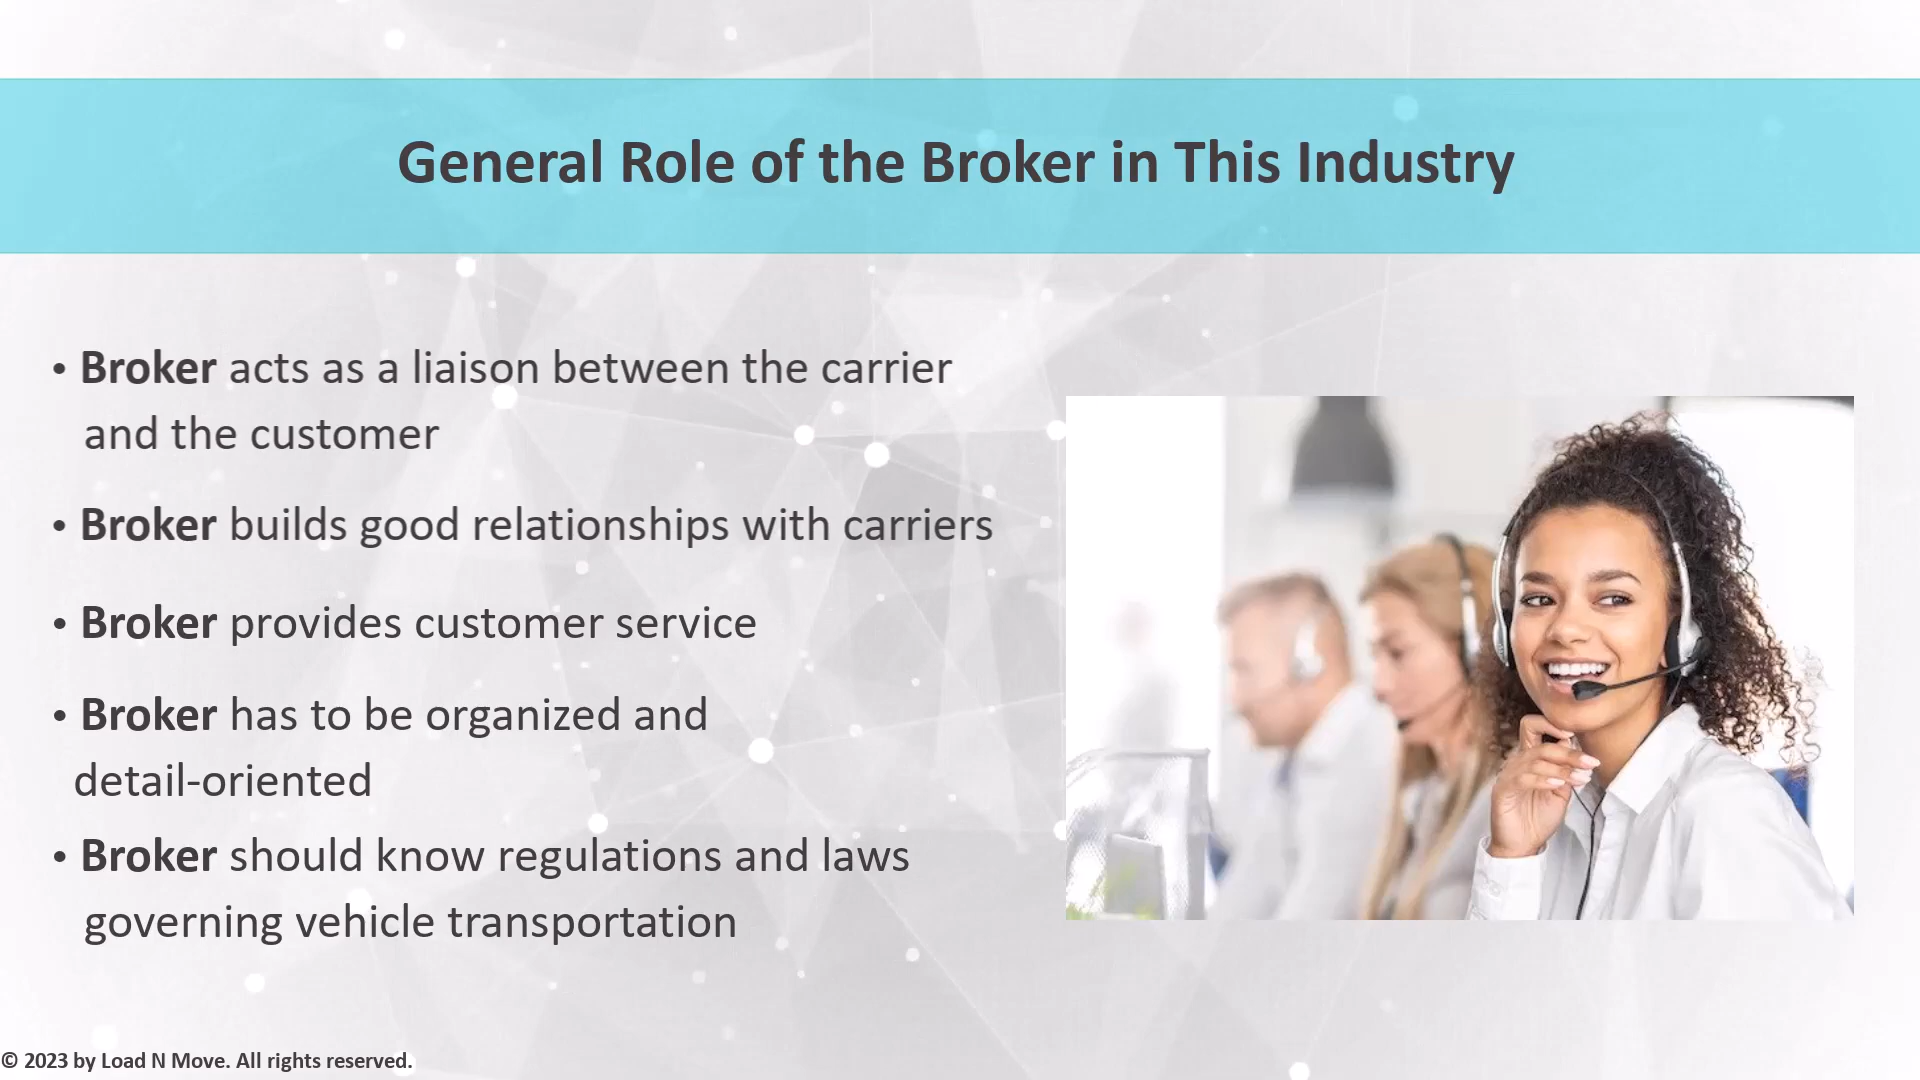 General Role of the Broker in This Industry
• Broker acts as a liaison between the carrier
and the customer
• Broker builds good relationships with carriers
• Broker provides customer service
• Broker has to be organized and
detail-oriented
• Broker should know regulations and laws
governing vehicle transportation
© 2023 by Load N Move. All rights reserved.